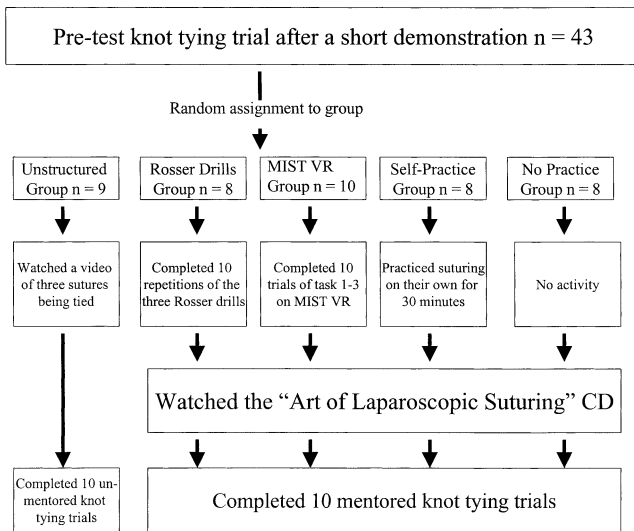 Pre-test knot tying trial after a short demonstration n = 43
Random assignment to group
Unstructured
Group n = 9
Rosser Drills
Group n = 8
MIST VR
Group n = 10
Self-Practice
Group n = 8
No Practice
Group n = 8
Watched a video
of three sutures
being tied
Completed 10
repetitions of the
three Rosser drills
Completed 10
trials of task 1-3
on MIST VR
Practiced suturing
on their own for
30 minutes
No activity
Watched the “Art of Laparoscopic Suturing” CD
Completed 10 un-
mentored knot
tying trials
Completed 10 mentored knot tying trials